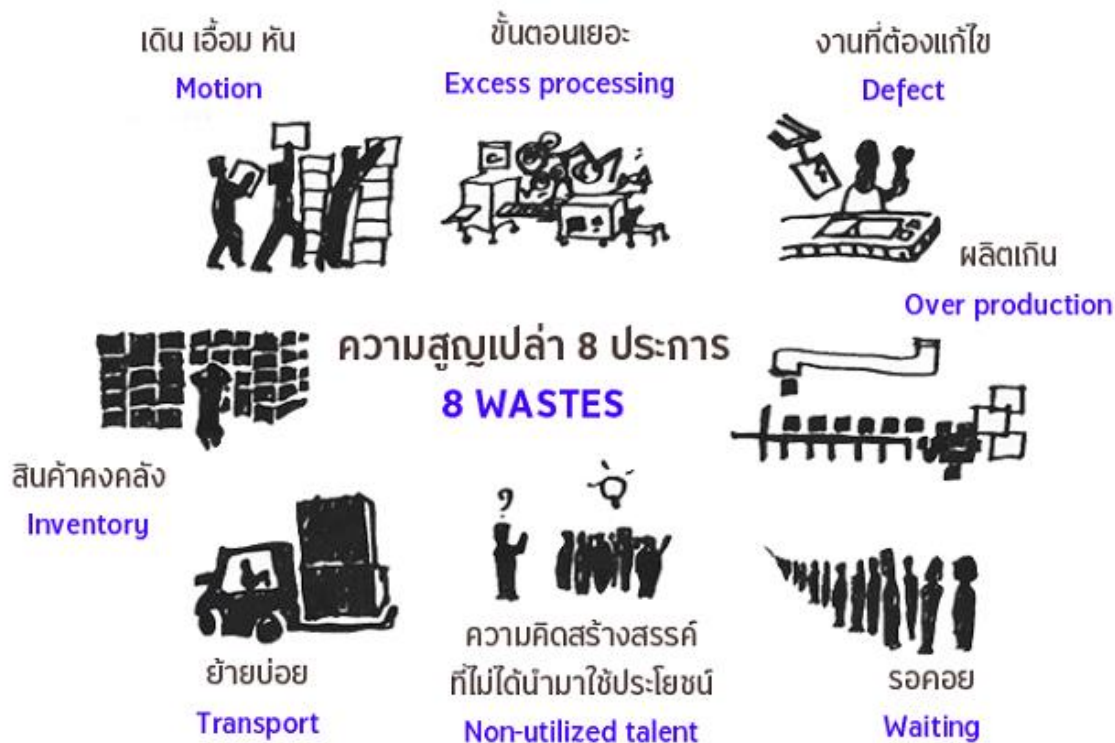 เดิน เอื้อม หัน
Motion
ขั้นตอนเยอะ
Excess processing
งานที่ต้องแก้ไข
Defect
ผลิตเกิน
Over production
ความสูญเปล่า 8 ประการ
8 WASTES
สินค้าคงคลัง
Inventory
ย้ายบ่อย
Transport
ความคิดสร้างสรรค์
ที่ไม่ได้นำมาใช้ประโยชน์
Non-utilized talent
รอคอย
Waiting